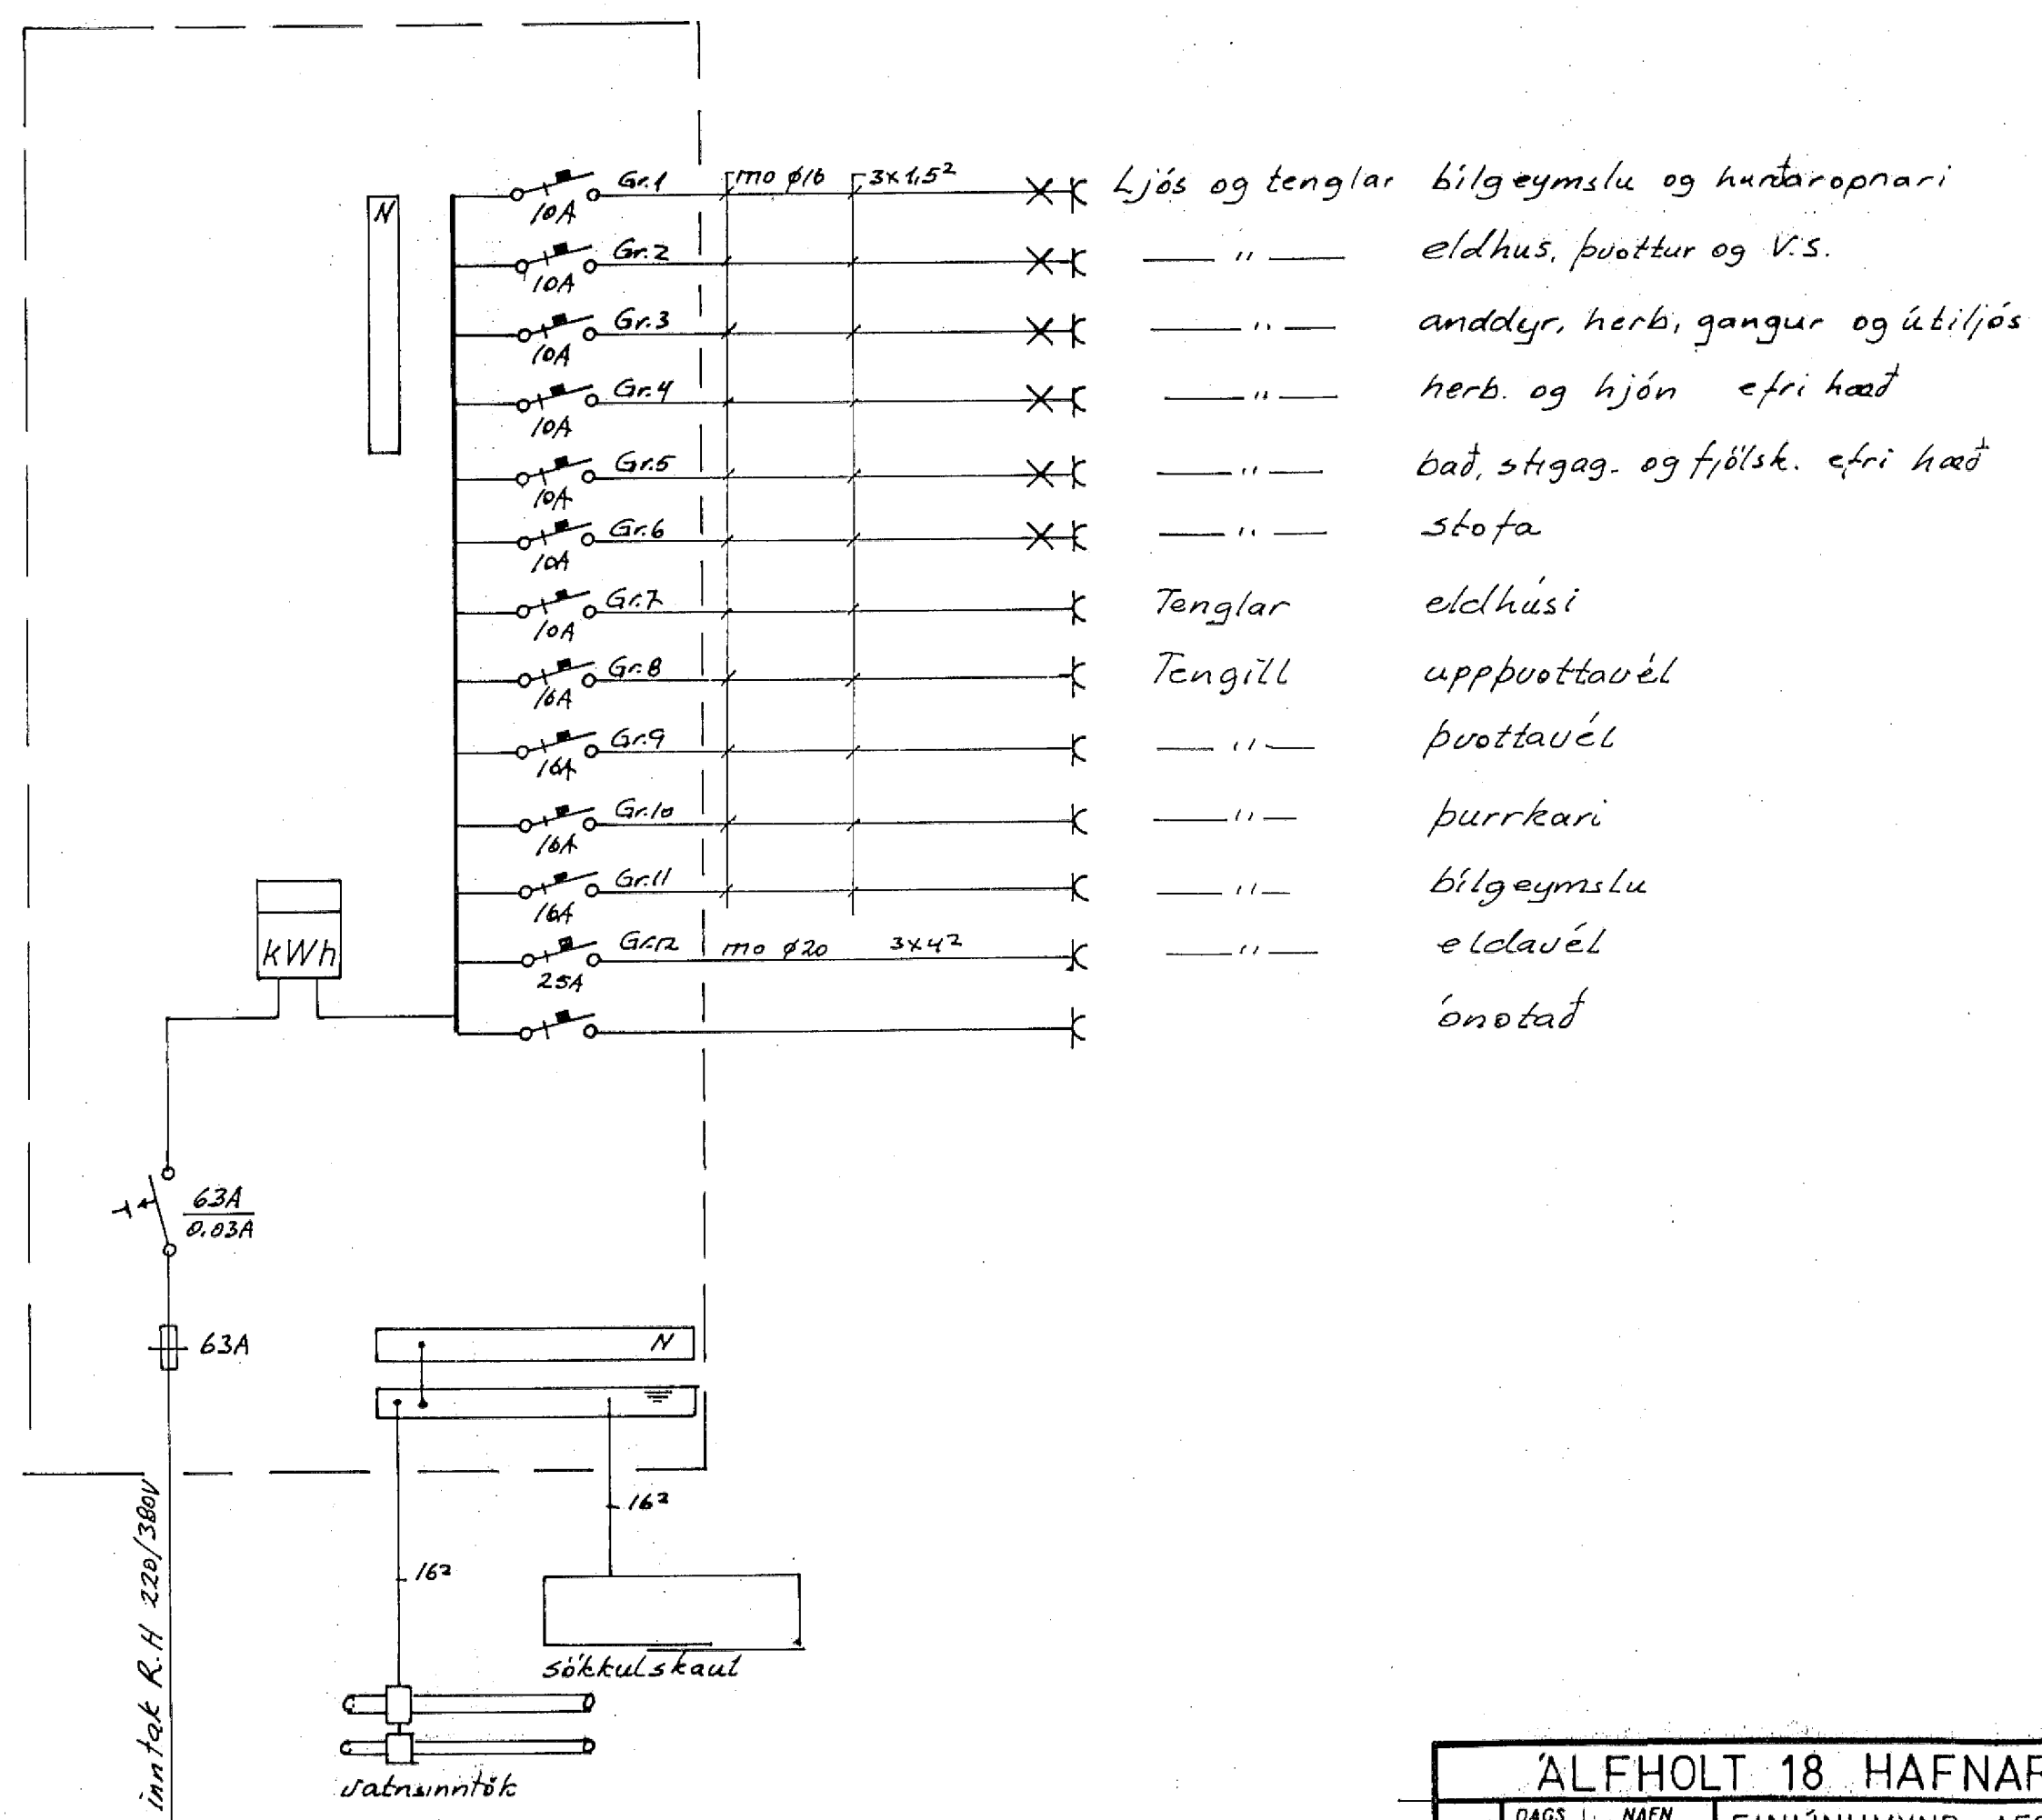 Gr.1 mo ø16 3×1,5² Ljós og tenglar bílgeymslu og hurðaropnari
N 10A
Gr.2 — " — eldhus, þvottur og V.S.
10A
Gr.3 — " — anddyr, herb, gangur og útiljós
10A
Gr.4 — " — herb. og hjón efri hæð
10A
Gr.5 — " — bað, stigag. og fjölsk. efri hæð
10A
Gr.6 — " — stofa
10A
Gr.7 Tenglar eldhúsi
10A
Gr.8 Tengill uppþvottavél
16A
Gr.9 — " — þvottavél
16A
Gr.10 — " — þurrkari
16A
Gr.11 — " — bílgeymslu
16A
kWh Gr.12 mo ø20 3×4² — " — eldavél
25A
ónotað
63A
0.03A
63A
N
inntak R.H 220/380V
16²
16²
sökkulskaut
vatnsinntök
ÁLFHOLT 18 HAFNAR
DAGS NAFN